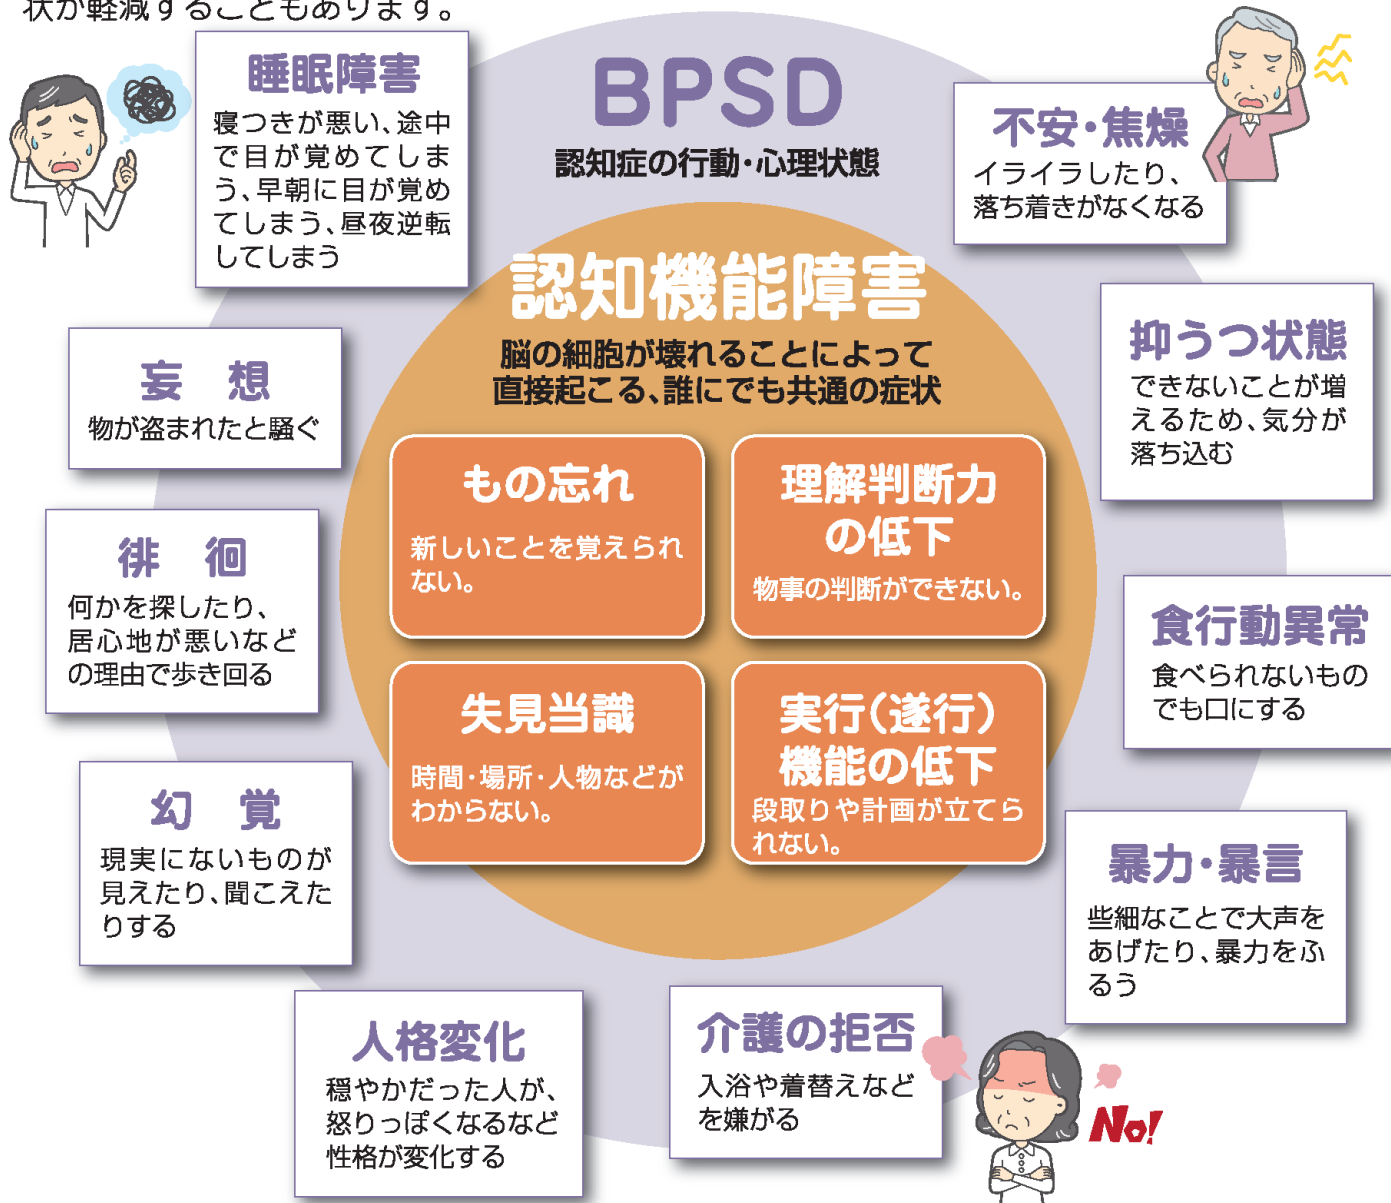 状が軽減することもあります。
BPSD
認知症の行動・心理状態
睡眠障害
寝つきが悪い、途中
で目が覚めてしま
う、早朝に目が覚め
てしまう、昼夜逆転
してしまう
不安・焦燥
イライラしたり、
落ち着きがなくなる
認知機能障害
脳の細胞が壊れることによって
直接起こる、誰にでも共通の症状
抑うつ状態
できないことが増
えるため、気分が
落ち込む
妄 想
物が盗まれたと騒ぐ
もの忘れ
新しいことを覚えられ
ない。
理解判断力
の低下
物事の判断ができない。
徘 徊
何かを探したり、
居心地が悪いなど
の理由で歩き回る
食行動異常
食べられないもの
でも口にする
失見当識
時間・場所・人物などが
わからない。
実行(遂行)
機能の低下
段取りや計画が立てら
れない。
幻 覚
現実にないものが
見えたり、聞こえた
りする
暴力・暴言
些細なことで大声を
あげたり、暴力をふ
るう
人格変化
穏やかだった人が、
怒りっぽくなるなど
性格が変化する
介護の拒否
入浴や着替えなど
を嫌がる
No!